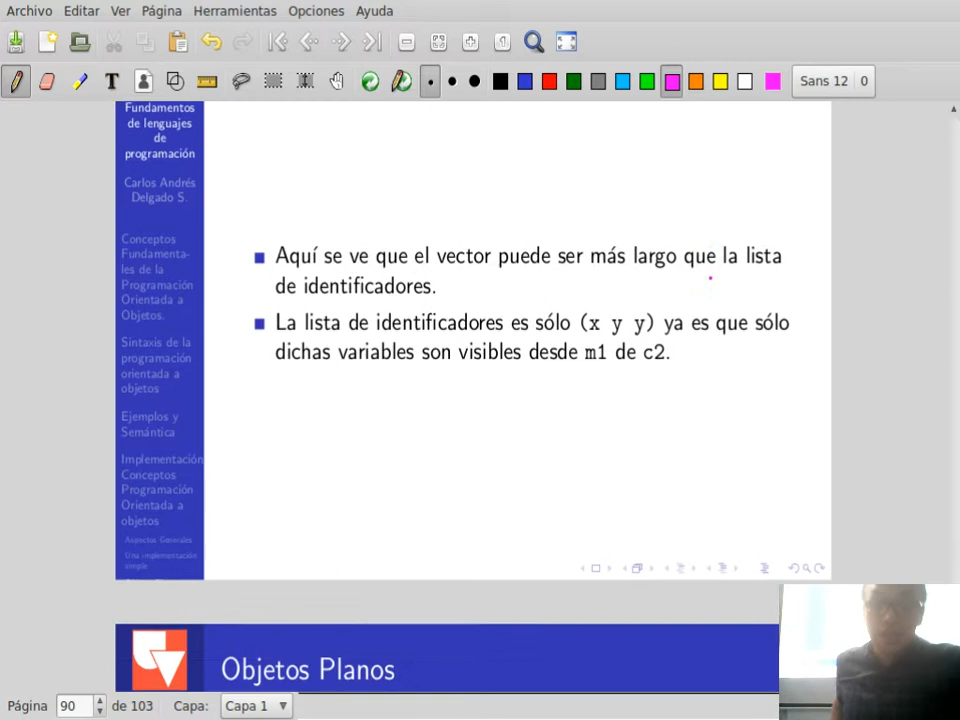 Archivo Editar Ver Página Herramientas Opciones Ayuda
T
Sans 12 0
Fundamentos
de lenguajes
de
programación
Carlos Andrés
Delgado S.
Conceptos
Fundamenta-
les de la
Programación
Orientada a
Objetos.
Sintaxis de la
programación
orientada a
objetos
Ejemplos y
Semántica
Implementación
Conceptos
Programación
Orientada a
objetos
Aspectos Generales
Una implementación
simple
Aquí se ve que el vector puede ser más largo que la lista
de identificadores.
La lista de identificadores es sólo (x y y) ya es que sólo
dichas variables son visibles desde m1 de c2.
Objetos Planos
Página 90 de 103 Capa: Capa 1